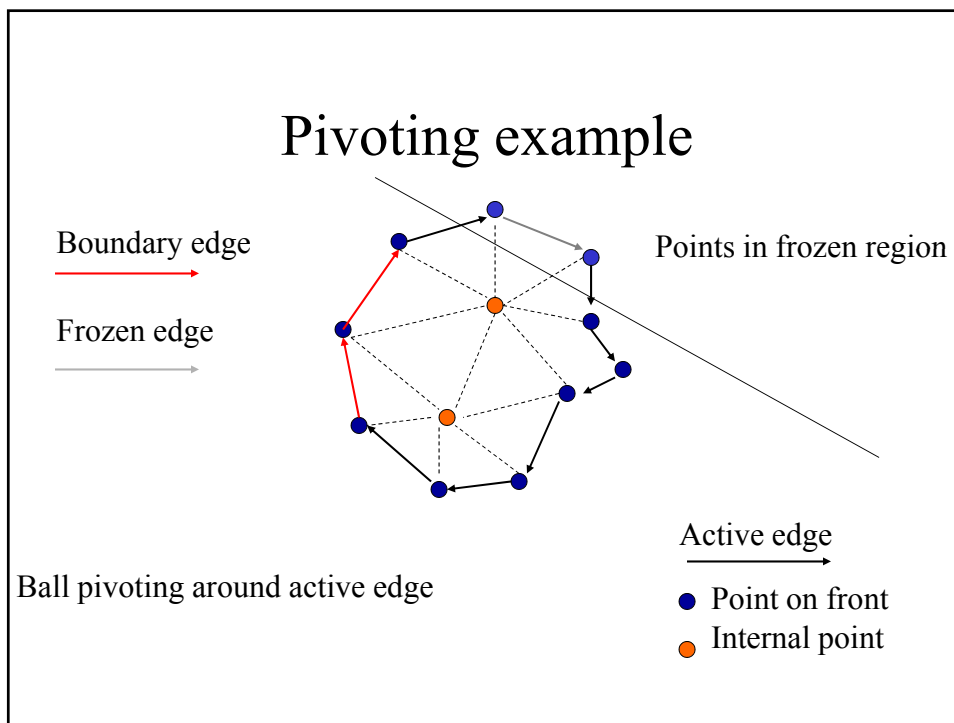 Pivoting example
Boundary edge
Points in frozen region
Frozen edge
Active edge
Ball pivoting around active edge
Point on front
Internal point